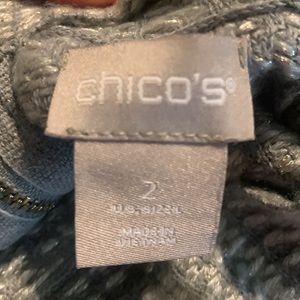 chico's®
2
U.S. SIZE L
MADE IN
VIETNAM